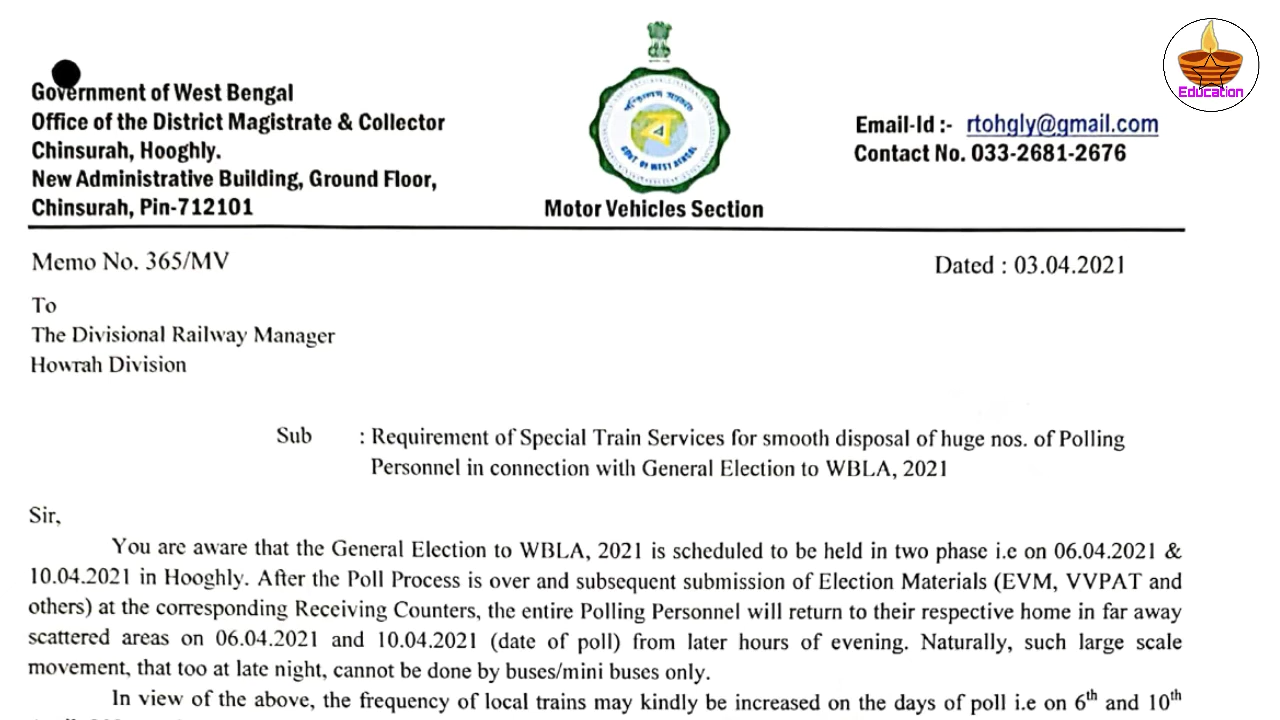 Government of West Bengal
Office of the District Magistrate & Collector
Chinsurah, Hooghly.
New Administrative Building, Ground Floor,
Chinsurah, Pin-712101
পশ্চিমবঙ্গ সরকার
GOVT OF WEST BENGAL
Motor Vehicles Section
Email-Id :- rtohgly@gmail.com
Contact No. 033-2681-2676
Education
Memo No. 365/MV
Dated : 03.04.2021
To
The Divisional Railway Manager
Howrah Division
Sub : Requirement of Special Train Services for smooth disposal of huge nos. of Polling
Personnel in connection with General Election to WBLA, 2021
Sir,
You are aware that the General Election to WBLA, 2021 is scheduled to be held in two phase i.e on 06.04.2021 &
10.04.2021 in Hooghly. After the Poll Process is over and subsequent submission of Election Materials (EVM, VVPAT and
others) at the corresponding Receiving Counters, the entire Polling Personnel will return to their respective home in far away
scattered areas on 06.04.2021 and 10.04.2021 (date of poll) from later hours of evening. Naturally, such large scale
movement, that too at late night, cannot be done by buses/mini buses only.
In view of the above, the frequency of local trains may kindly be increased on the days of poll i.e on 6th and 10th